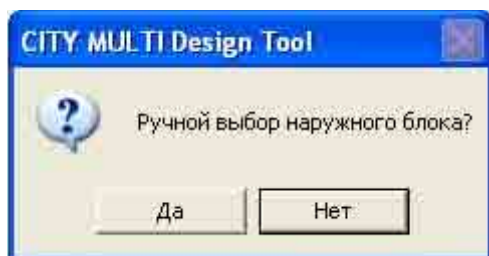 CITY MULTI Design Tool
Ручной выбор наружного блока?
Да Нет